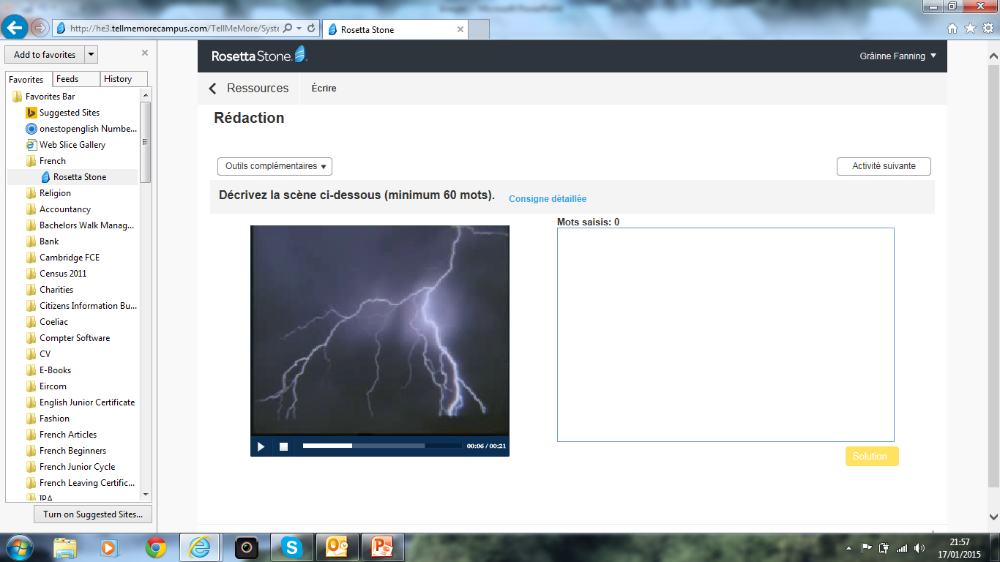 http://he3.tellmemorecampus.com/TellMeMore/Syste
Rosetta Stone
Add to favorites
Favorites
Feeds
History
Favorites Bar
Suggested Sites
onestopenglish Numbe...
Web Slice Gallery
French
Rosetta Stone
Religion
Accountancy
Bachelors Walk Manag...
Bank
Cambridge FCE
Census 2011
Charities
Citizens Information Bu...
Coeliac
Compter Software
CV
E-Books
Eircom
English Junior Certificate
Fashion
French Articles
French Beginners
French Junior Cycle
French Leaving Certific...
IPA
Turn on Suggested Sites...
RosettaStone
Gráinne Fanning
Ressources
Écrire
Rédaction
Outils complémentaires
Activité suivante
Décrivez la scène ci-dessous (minimum 60 mots). Consigne détaillée
Mots saisis: 0
00:06 / 00:21
Solution
21:57
17/01/2015